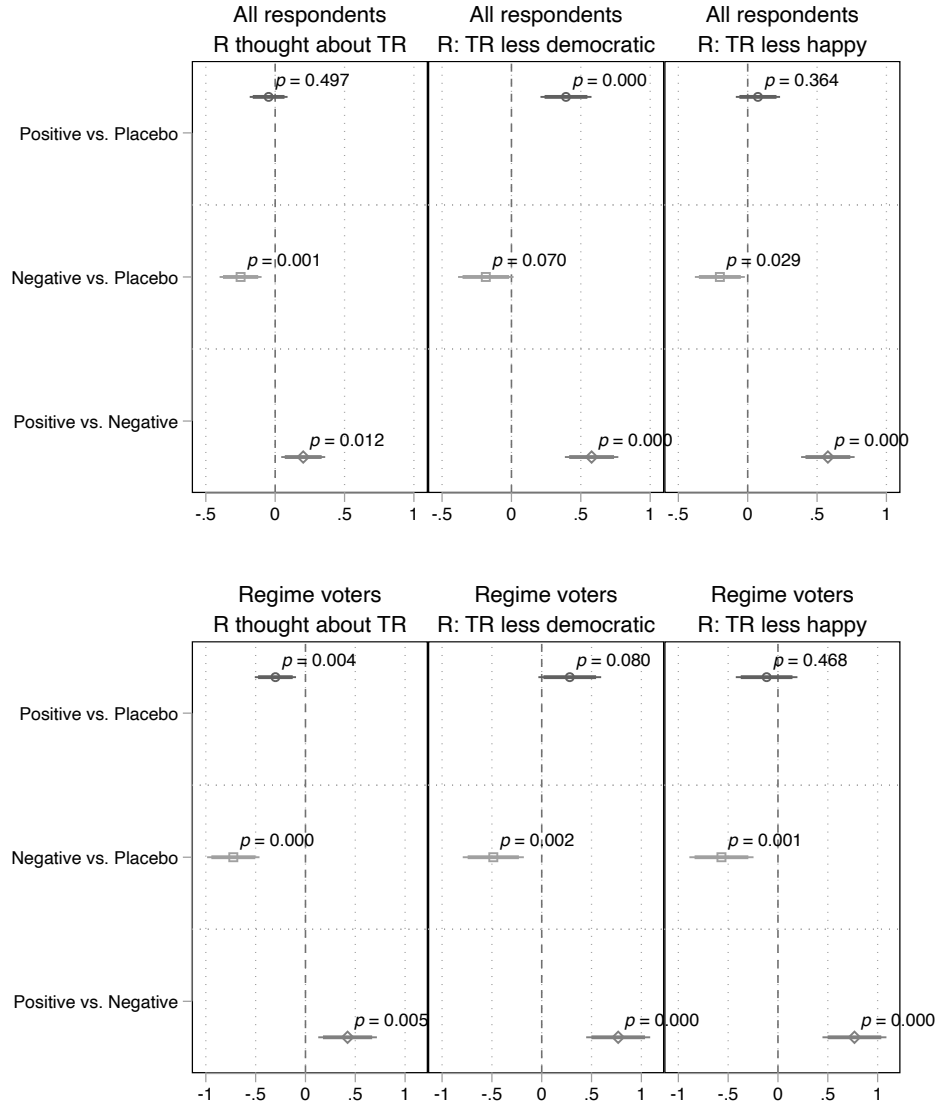 All respondents All respondents All respondents
R thought about TR R: TR less democratic R: TR less happy
p = 0.497 p = 0.000 p = 0.364
Positive vs. Placebo
p = 0.001 p = 0.070 p = 0.029
Negative vs. Placebo
Positive vs. Negative
p = 0.012 p = 0.000 p = 0.000
-.5 0 .5 1 -.5 0 .5 1 -.5 0 .5 1
Regime voters Regime voters Regime voters
R thought about TR R: TR less democratic R: TR less happy
p = 0.004 p = 0.080 p = 0.468
Positive vs. Placebo
p = 0.000 p = 0.002 p = 0.001
Negative vs. Placebo
Positive vs. Negative
p = 0.005 p = 0.000 p = 0.000
-1 -.5 0 .5 1 -1 -.5 0 .5 1 -1 -.5 0 .5 1